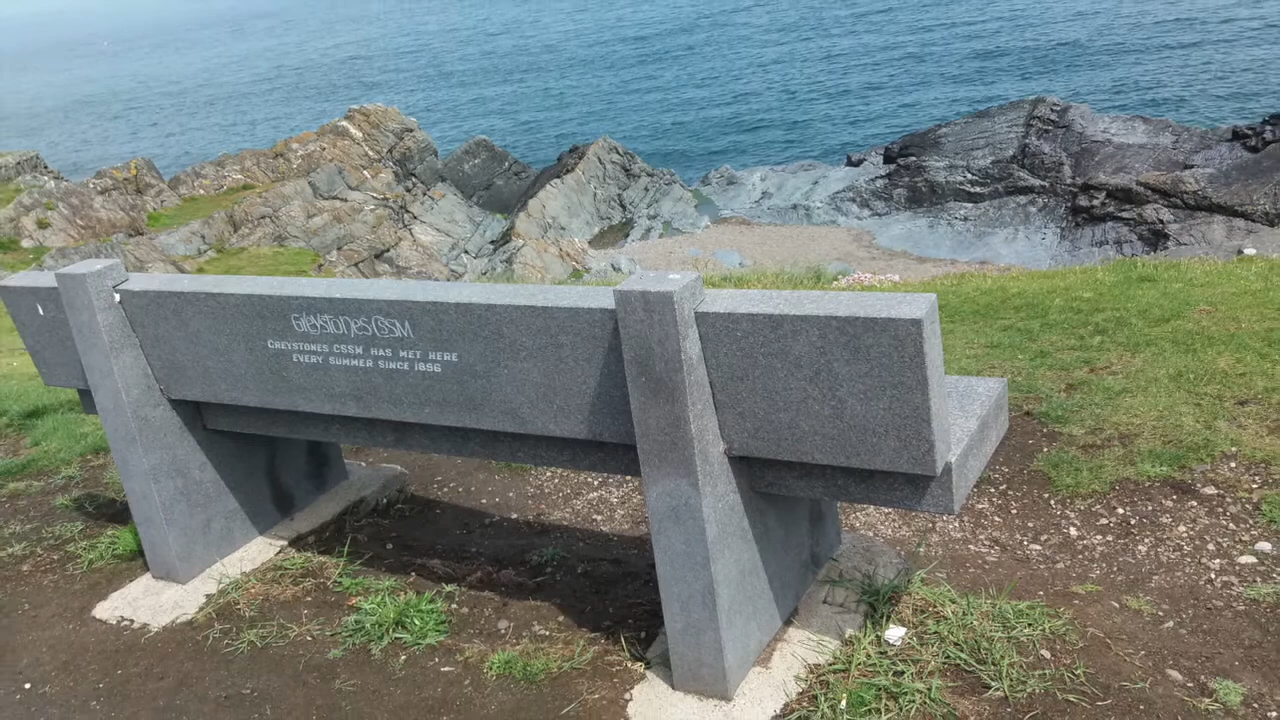 Greystones CSSM
GREYSTONES CSSM HAS MET HERE
EVERY SUMMER SINCE 1896